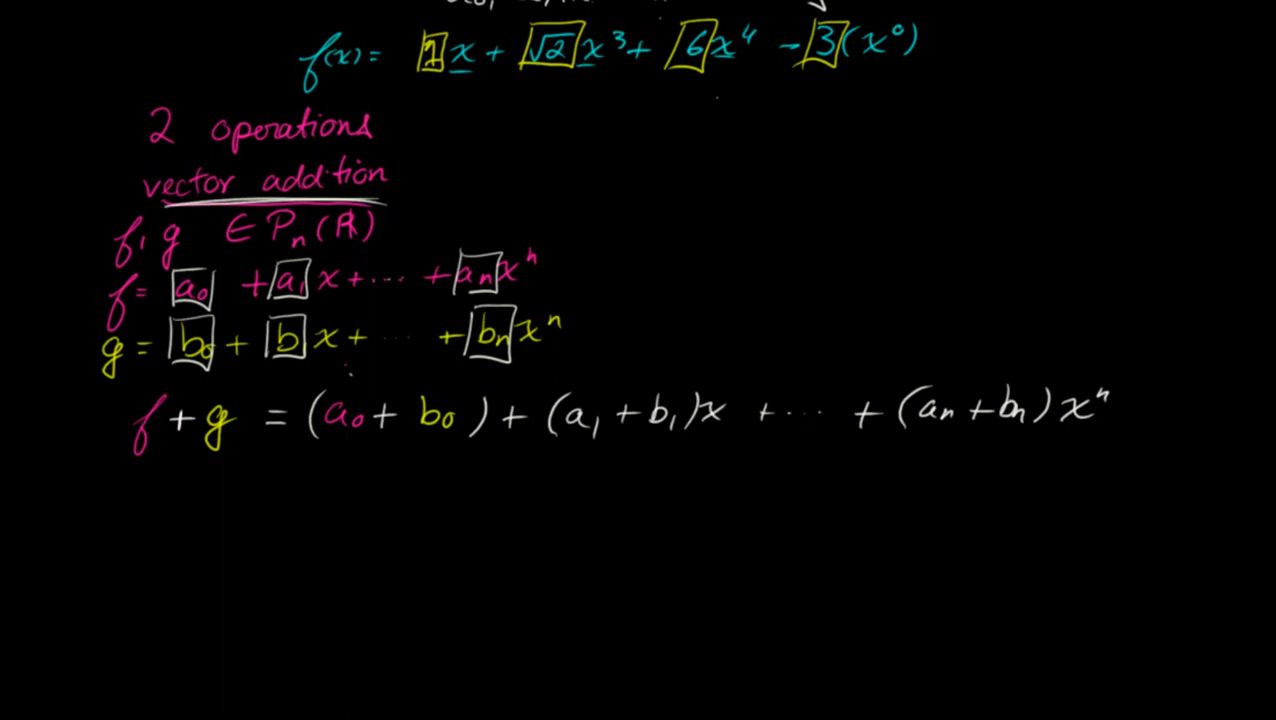 f(x) = 1x + √2x³ + 6x⁴ - 3(x⁰)
2 operations
vector addition
f, g ∈ Pₙ(R)
f = a₀ + a₁x + ... + aₙxⁿ
g = b₀ + bx + ... + bₙxⁿ
f + g = (a₀ + b₀) + (a₁ + b₁)x + ... + (aₙ + bₙ)xⁿ